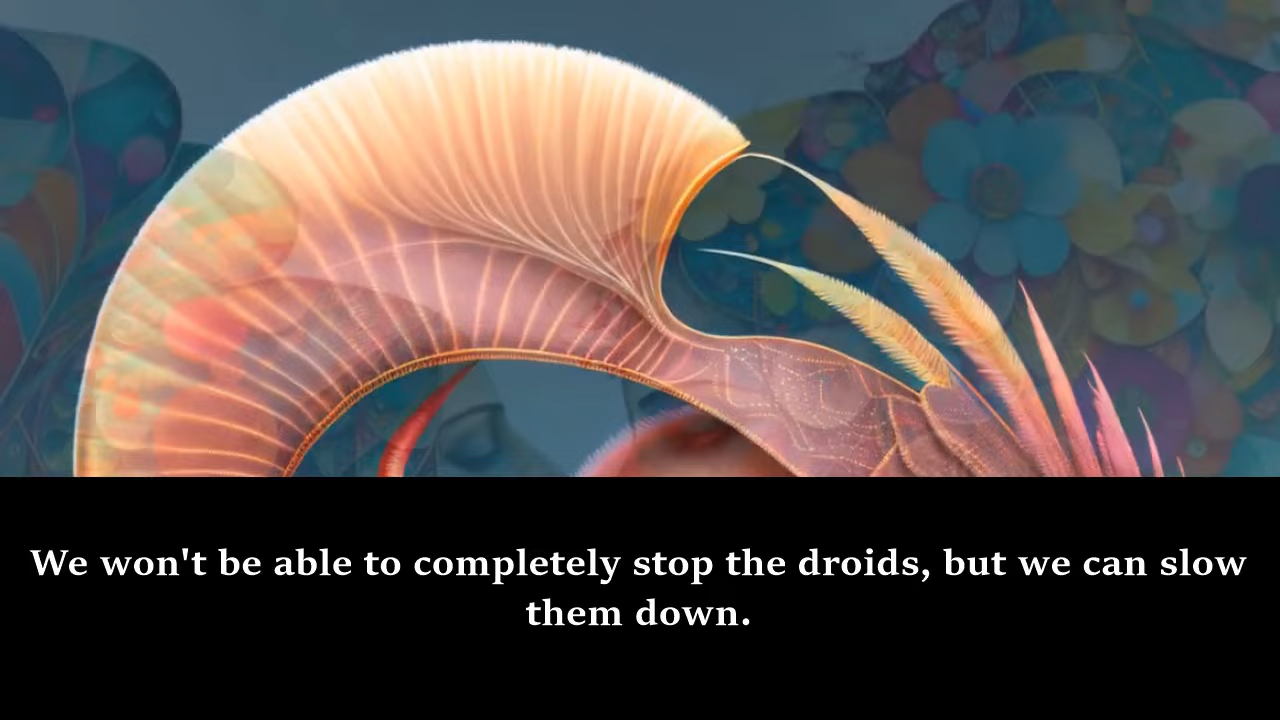 We won't be able to completely stop the droids, but we can slow
them down.